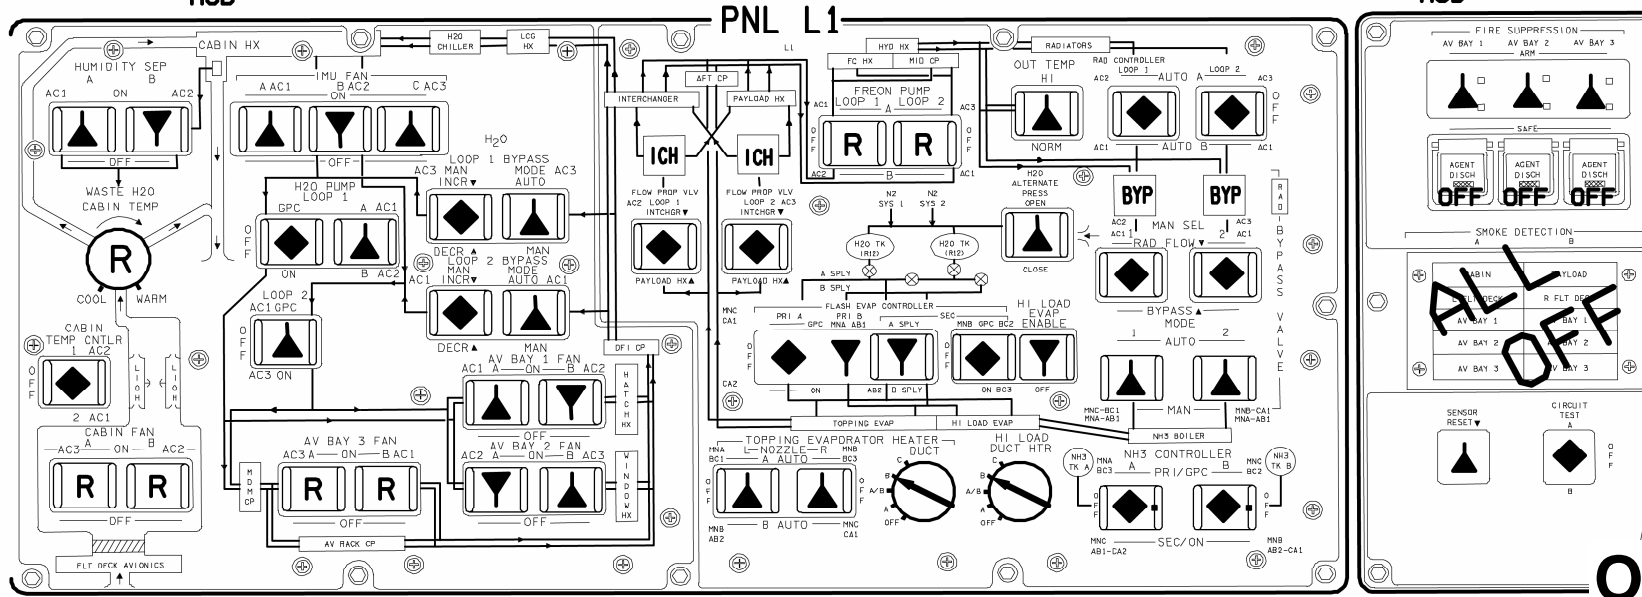 PNL L1
CABIN HX
H2O CHILLER
LCG HX
HUMIDITY SEP
A B
AC1 ON AC2
OFF
WASTE H2O
CABIN TEMP
R
COOL WARM
CABIN TEMP CNTLR
1 AC2
OFF
2 AC1
LIOH
LIOH
CABIN FAN
A B
AC3 ON AC2
R R
OFF
FLT DECK AVIONICS
IMU FAN
A AC1 B AC2 C AC3
ON
OFF
H2O PUMP
LOOP 1
GPC A AC1
OFF
ON B AC2
LOOP 2
AC1 GPC
OFF
AC3 ON
H2O
LOOP 1 BYPASS
AC3 MAN MODE AC3
INCR▼ AUTO
DECR▲ MAN
LOOP 2 BYPASS
MAN MODE
AC1 INCR▼ AUTO AC1
DECR▲ MAN
AV BAY 1 FAN
AC1 A ON B AC2
OFF
AV BAY 2 FAN
AC2 A ON B AC3
OFF
AV BAY 3 FAN
AC3 A ON B AC1
R R
OFF
MDM CP
AV RACK CP
DFI CP
HATCH HX
WINDOW HX
L1
INTERCHANGER
AFT CP
PAYLOAD HX
ICH ICH
FLOW PROP VLV
AC2 LOOP 1
INTCHGR▼
PAYLOAD HX▲
FLOW PROP VLV
LOOP 2 AC3
INTCHGR▼
PAYLOAD HX▲
HYD HX
FC HX MID CP
FREON PUMP
LOOP 1 LOOP 2
AC1 A AC3
OFF R R OFF
AC2 B AC1
N2 SYS 1
N2 SYS 2
H2O TK (R12)
H2O TK (R12)
A SPLY
B SPLY
RADIATORS
OUT TEMP
HI
NORM
RAD CONTROLLER
LOOP 1 LOOP 2
AC2 AUTO A AC3
OFF
AC1 AUTO B AC1
H2O ALTERNATE PRESS
OPEN
CLOSE
BYP BYP
AC2 MAN SEL AC3
AC1 1 2 AC1
RAD FLOW▼
BYPASS▲
MODE
1 AUTO 2
MNC-BC1 MAN MNB-CA1
MNA-AB1 MNA-AB1
RAD BYPASS VALVE
MNC CA1
FLASH EVAP CONTROLLER
PRI A PRI B SEC
GPC MNA AB1 A SPLY MNB GPC BC2
OFF
ON AB2 B SPLY ON BC3
CA2
HI LOAD EVAP ENABLE
OFF
TOPPING EVAP HI LOAD EVAP
TOPPING EVAPORATOR HEATER
MNA BC1 L NOZZLE R MNB BC3
A AUTO
OFF OFF
MNB AB2 B AUTO MNC CA1
DUCT
C
B
A/B
A
OFF
HI LOAD DUCT HTR
C
B
A/B
A
OFF
NH3 BOILER
NH3 CONTROLLER
NH3 TK A MNA BC3 A B MNC BC2 NH3 TK B
PRI/GPC
OFF OFF
MNC AB1-CA2 SEC/ON MNB AB2-CA1
FIRE SUPPRESSION
AV BAY 1 AV BAY 2 AV BAY 3
ARM
SAFE
AGENT DISCH AGENT DISCH AGENT DISCH
OFF OFF OFF
SMOKE DETECTION
A B
CABIN PAYLOAD
L FLT DECK R FLT DECK
AV BAY 1 AV BAY 1
AV BAY 2 AV BAY 2
AV BAY 3 AV BAY 3
ALL OFF
SENSOR RESET▼
CIRCUIT TEST
A
OFF
B